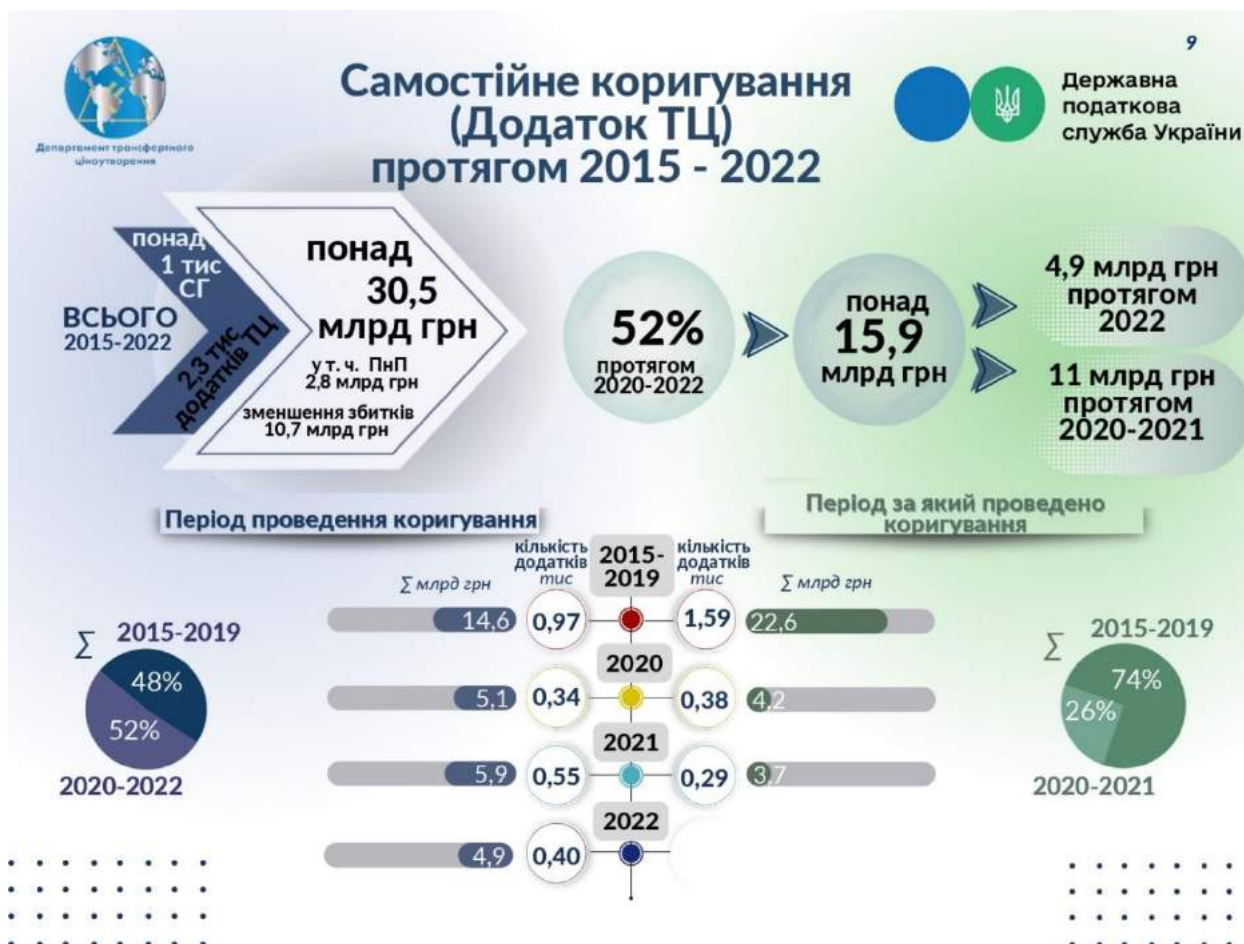 9
Департамент трансфертного
ціноутворення
Самостійне коригування
(Додаток ТЦ)
протягом 2015 - 2022
Державна
податкова
служба України
ВСЬОГО
2015-2022
понад
1 тис
СГ
2,3 тис
додатків ТЦ
понад
30,5
млрд грн
у т. ч. ПнП
2,8 млрд грн
зменшення збитків
10,7 млрд грн
52%
протягом
2020-2022
понад
15,9
млрд грн
4,9 млрд грн
протягом
2022
11 млрд грн
протягом
2020-2021
Період проведення коригування
Період за який проведено
коригування
∑ млрд грн
кількість
додатків
тис
2015-
2019
кількість
додатків
тис
∑ млрд грн
14,6 0,97 1,59 22,6
2020
5,1 0,34 0,38 4,2
2021
5,9 0,55 0,29 3,7
2022
4,9 0,40
∑ 2015-2019
48%
52%
2020-2022
∑ 2015-2019
74%
26%
2020-2021